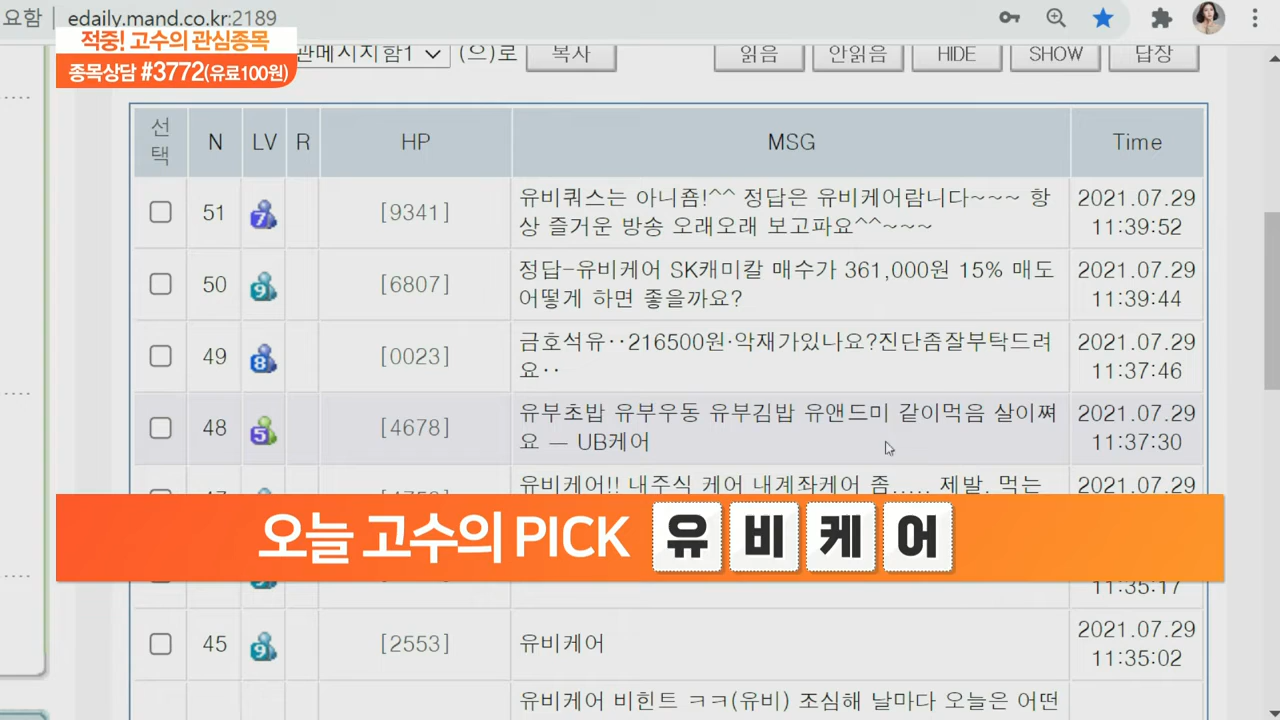 요함
edaily.mand.co.kr:2189
적중! 고수의 관심종목
종목상담 #3772(유료100원)
관메시지함1 (으)로 복사 읽음 안읽음 HIDE SHOW 답장
선택 N LV R HP MSG Time
51 7 [9341] 유비쿼스는 아니죰!^^ 정답은 유비케어람니다~~~ 항 2021.07.29
상 즐거운 방송 오래오래 보고파요^^~~~ 11:39:52
50 9 [6807] 정답-유비케어 SK캐미칼 매수가 361,000원 15% 매도 2021.07.29
어떻게 하면 좋을까요? 11:39:44
49 8 [0023] 금호석유··216500원·악재가있나요?진단좀잘부탁드려 2021.07.29
요·· 11:37:46
48 5 [4678] 유부초밥 유부우동 유부김밥 유앤드미 같이먹음 살이쪄 2021.07.29
요 — UB케어 11:37:30
유비케어!! 내주식 케어 내계좌케어 좀..... 제발. 먹는 2021.07.29
오늘 고수의 PICK 유비케어
11:35:17
45 9 [2553] 유비케어 2021.07.29
11:35:02
유비케어 비힌트 ㅋㅋ(유비) 조심해 날마다 오늘은 어떤